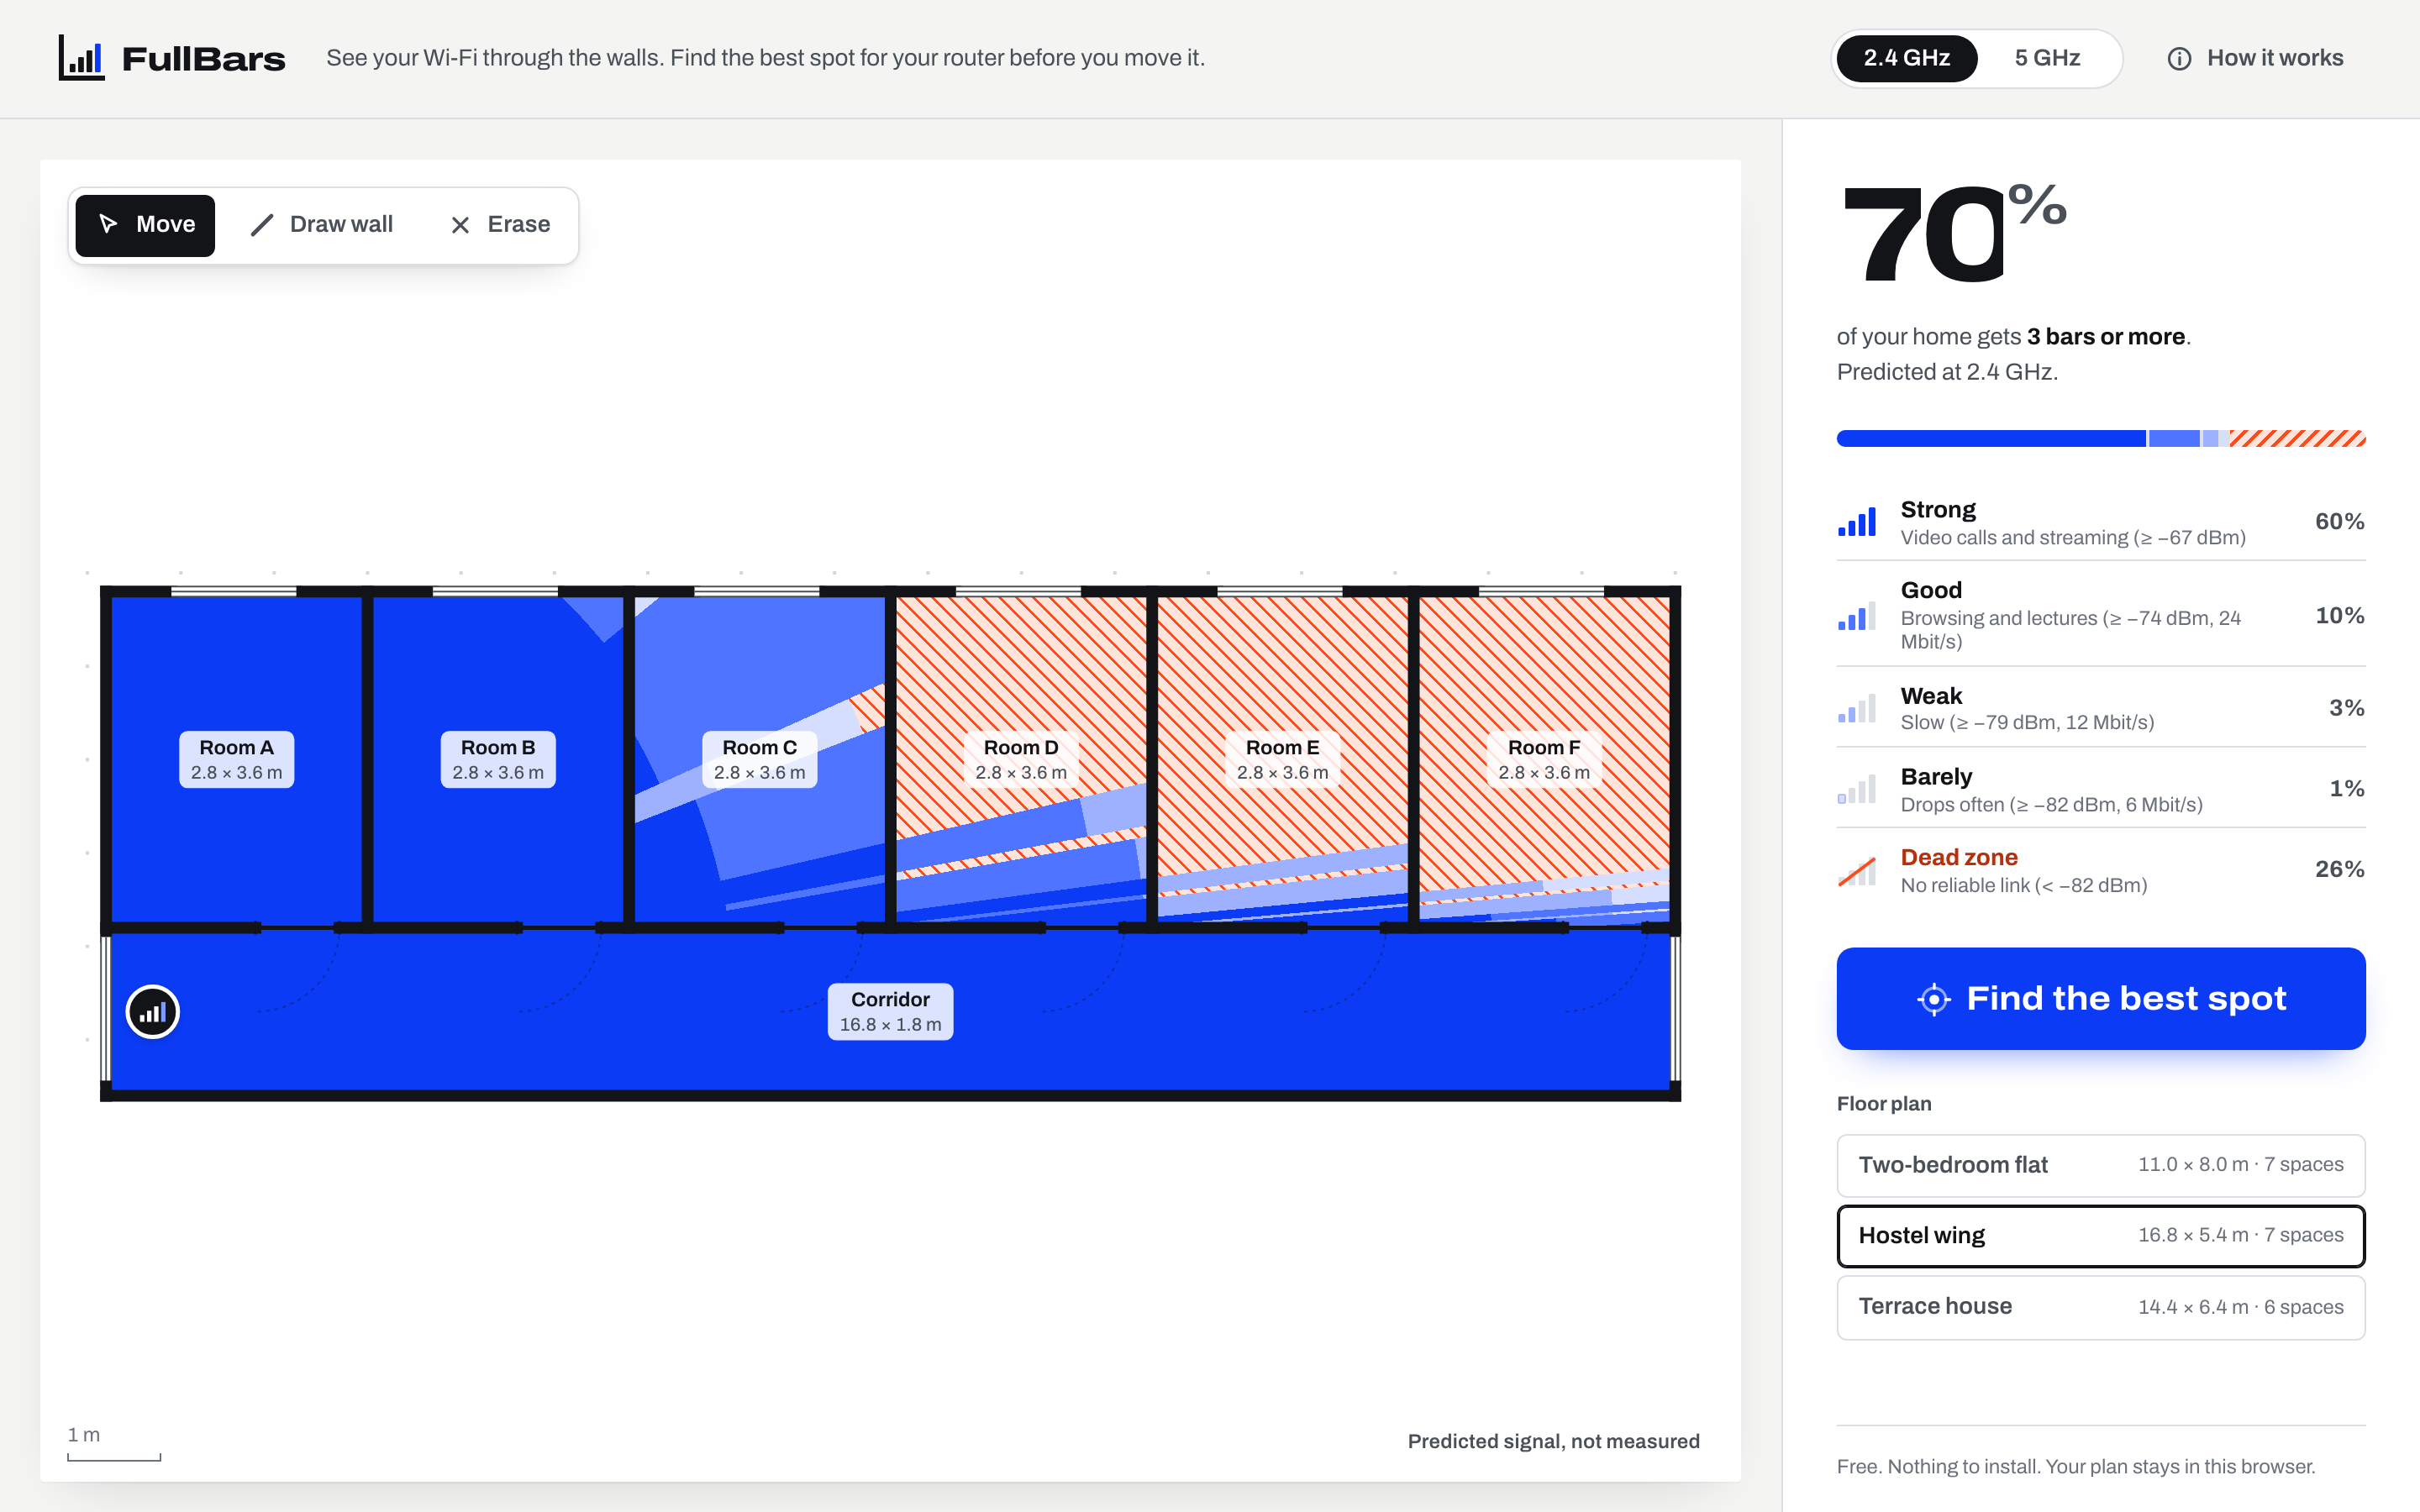 FullBars
See your Wi-Fi through the walls. Find the best spot for your router before you move it.
2.4 GHz
5 GHz
How it works
Move
Draw wall
Erase
Room A
2.8 × 3.6 m
Room B
2.8 × 3.6 m
Room C
2.8 × 3.6 m
Room D
2.8 × 3.6 m
Room E
2.8 × 3.6 m
Room F
2.8 × 3.6 m
Corridor
16.8 × 1.8 m
1 m
Predicted signal, not measured
70%
of your home gets 3 bars or more.
Predicted at 2.4 GHz.
Strong
Video calls and streaming (≥ −67 dBm)
60%
Good
Browsing and lectures (≥ −74 dBm, 24
Mbit/s)
10%
Weak
Slow (≥ −79 dBm, 12 Mbit/s)
3%
Barely
Drops often (≥ −82 dBm, 6 Mbit/s)
1%
Dead zone
No reliable link (< −82 dBm)
26%
Find the best spot
Floor plan
Two-bedroom flat
11.0 × 8.0 m · 7 spaces
Hostel wing
16.8 × 5.4 m · 7 spaces
Terrace house
14.4 × 6.4 m · 6 spaces
Free. Nothing to install. Your plan stays in this browser.